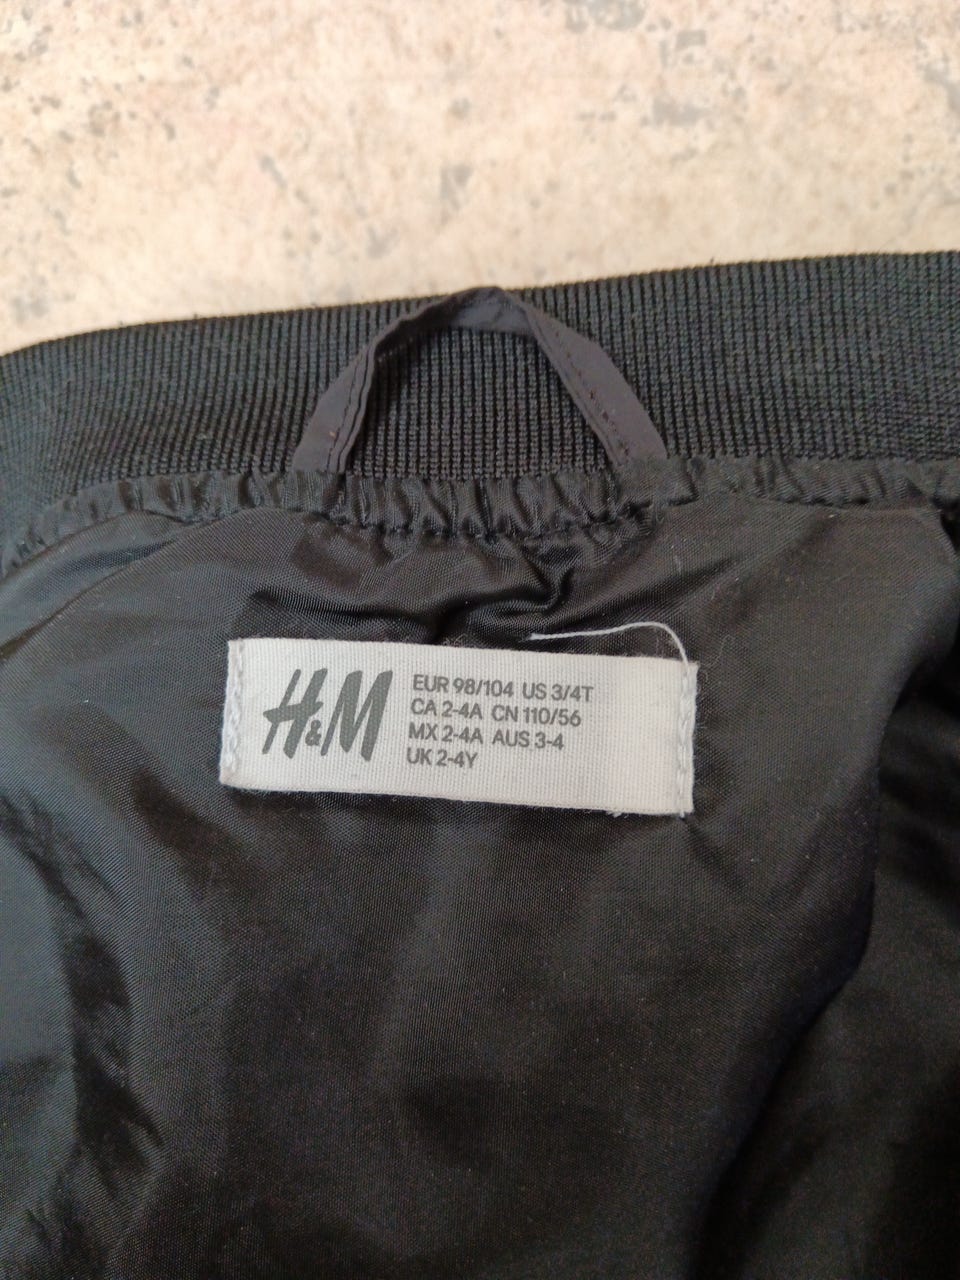 H&M
EUR 98/104 US 3/4T
CA 2-4A CN 110/56
MX 2-4A AUS 3-4
UK 2-4Y